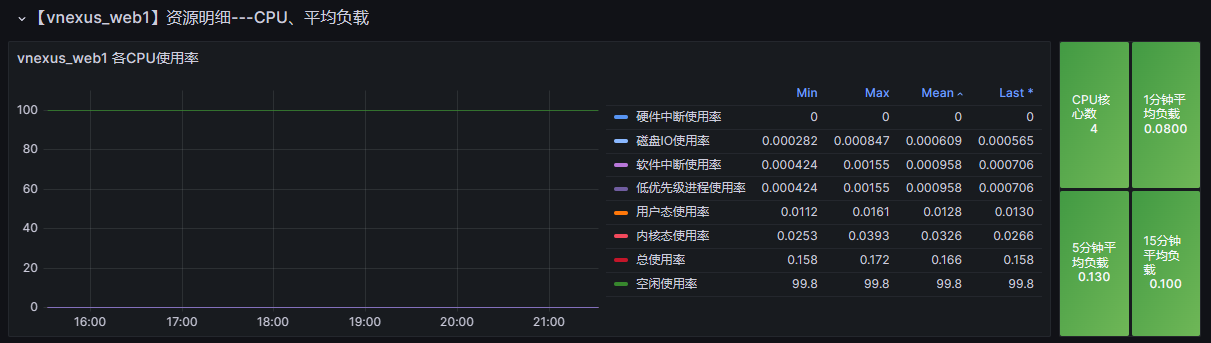 【vnexus_web1】资源明细---CPU、平均负载
vnexus_web1 各CPU使用率
100
80
60
40
20
0
16:00 17:00 18:00 19:00 20:00 21:00
Min Max Mean Last *
硬件中断使用率 0 0 0 0
磁盘IO使用率 0.000282 0.000847 0.000609 0.000565
软件中断使用率 0.000424 0.00155 0.000958 0.000706
低优先级进程使用率 0.000424 0.00155 0.000958 0.000706
用户态使用率 0.0112 0.0161 0.0128 0.0130
内核态使用率 0.0253 0.0393 0.0326 0.0266
总使用率 0.158 0.172 0.166 0.158
空闲使用率 99.8 99.8 99.8 99.8
CPU核
心数
4
1分钟平
均负载
0.0800
5分钟平
均负载
0.130
15分钟
平均负
载
0.100